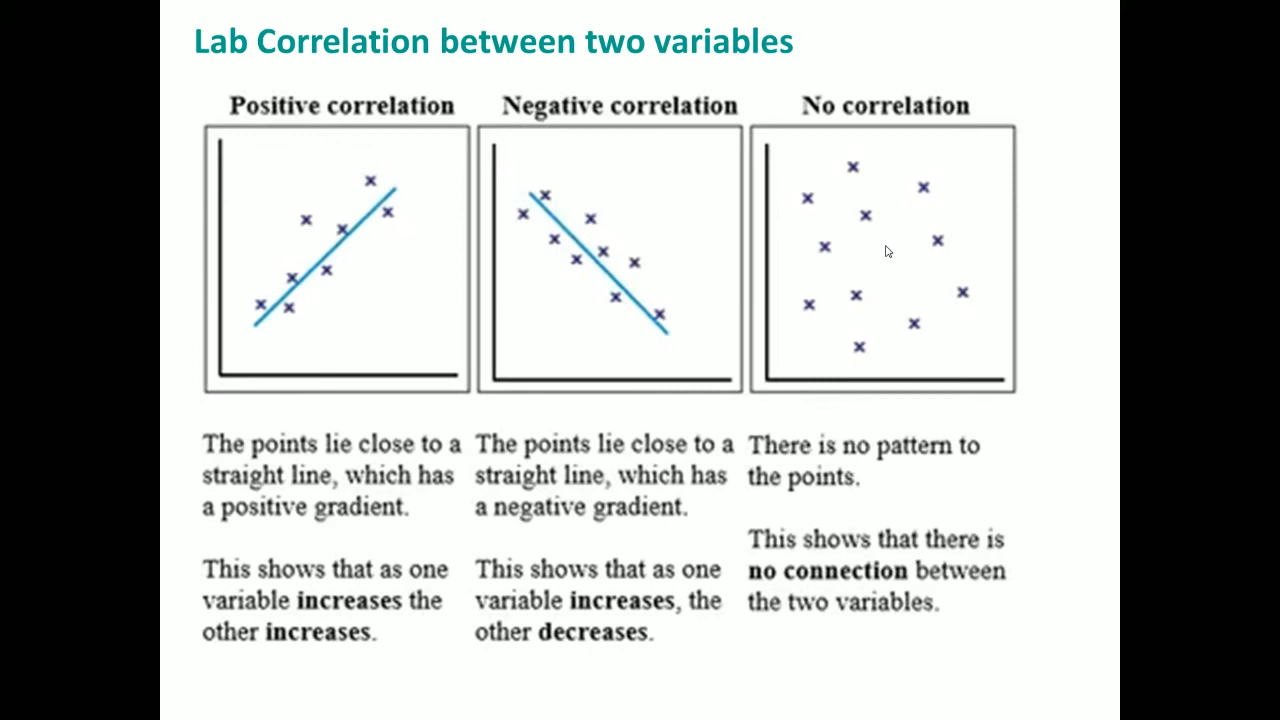 Lab Correlation between two variables
Positive correlation
Negative correlation
No correlation
The points lie close to a
straight line, which has
a positive gradient.
This shows that as one
variable increases the
other increases.
The points lie close to a
straight line, which has
a negative gradient.
This shows that as one
variable increases, the
other decreases.
There is no pattern to
the points.
This shows that there is
no connection between
the two variables.